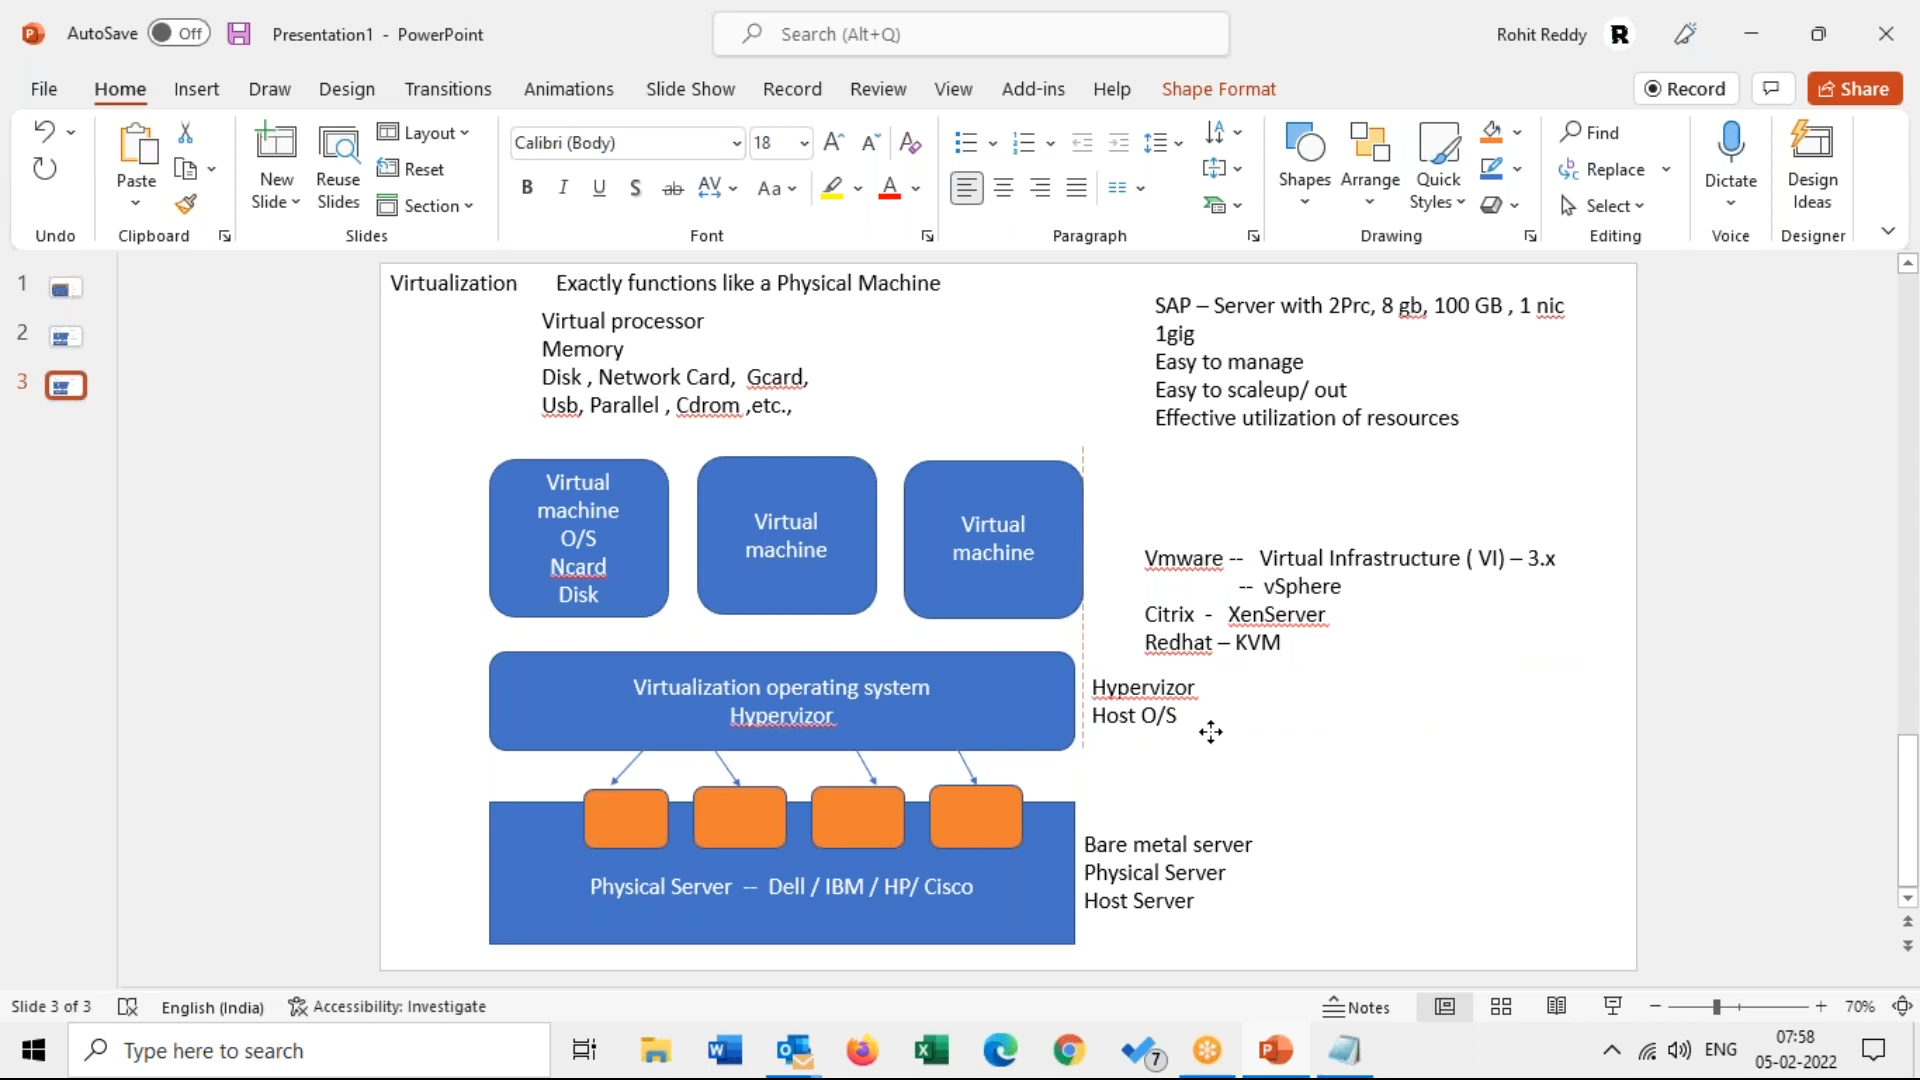 AutoSave Off Presentation1 - PowerPoint Search (Alt+Q) Rohit Reddy
File Home Insert Draw Design Transitions Animations Slide Show Record Review View Add-ins Help Shape Format Record Share
Paste
New
Slide
Reuse
Slides
Layout
Reset
Section
Calibri (Body) 18
Shapes
Arrange
Quick
Styles
Find
Replace
Select
Dictate
Design
Ideas
Undo Clipboard Slides Font Paragraph Drawing Editing Voice Designer
1
2
3
Virtualization Exactly functions like a Physical Machine
Virtual processor
Memory
Disk , Network Card, Gcard,
Usb, Parallel , Cdrom ,etc.,
SAP – Server with 2Prc, 8 gb, 100 GB , 1 nic
1gig
Easy to manage
Easy to scaleup/ out
Effective utilization of resources
Virtual
machine
O/S
Ncard
Disk
Virtual
machine
Virtual
machine
Vmware -- Virtual Infrastructure ( VI) – 3.x
-- vSphere
Citrix - XenServer
Redhat – KVM
Virtualization operating system
Hypervizor
Hypervizor
Host O/S
Physical Server -- Dell / IBM / HP/ Cisco
Bare metal server
Physical Server
Host Server
Slide 3 of 3 English (India) Accessibility: Investigate Notes 70%
Type here to search 7 ENG 07:58
05-02-2022